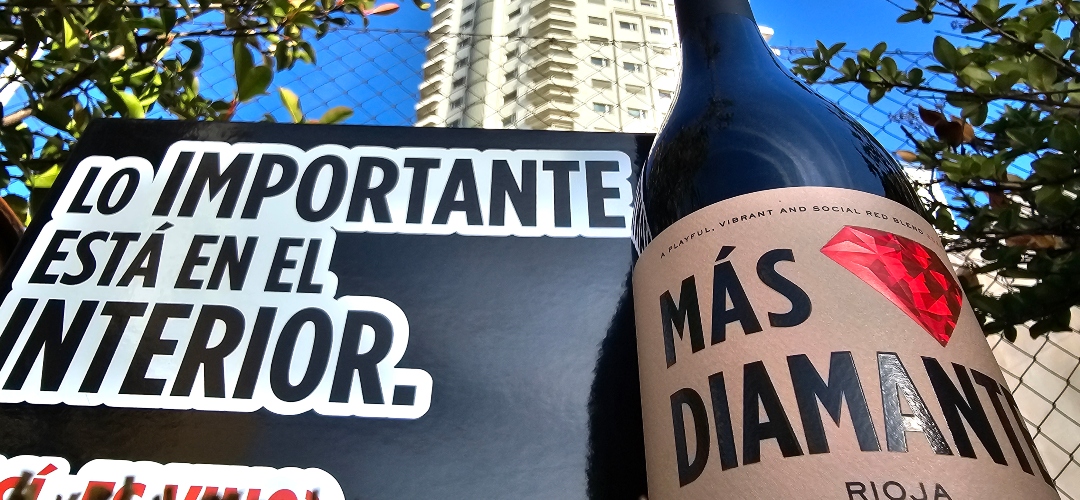 LO IMPORTANTE
ESTÁ EN EL
INTERIOR.
A PLAYFUL, VIBRANT AND SOCIAL RED BLEND
MÁS
DIAMANTE
RIOJA